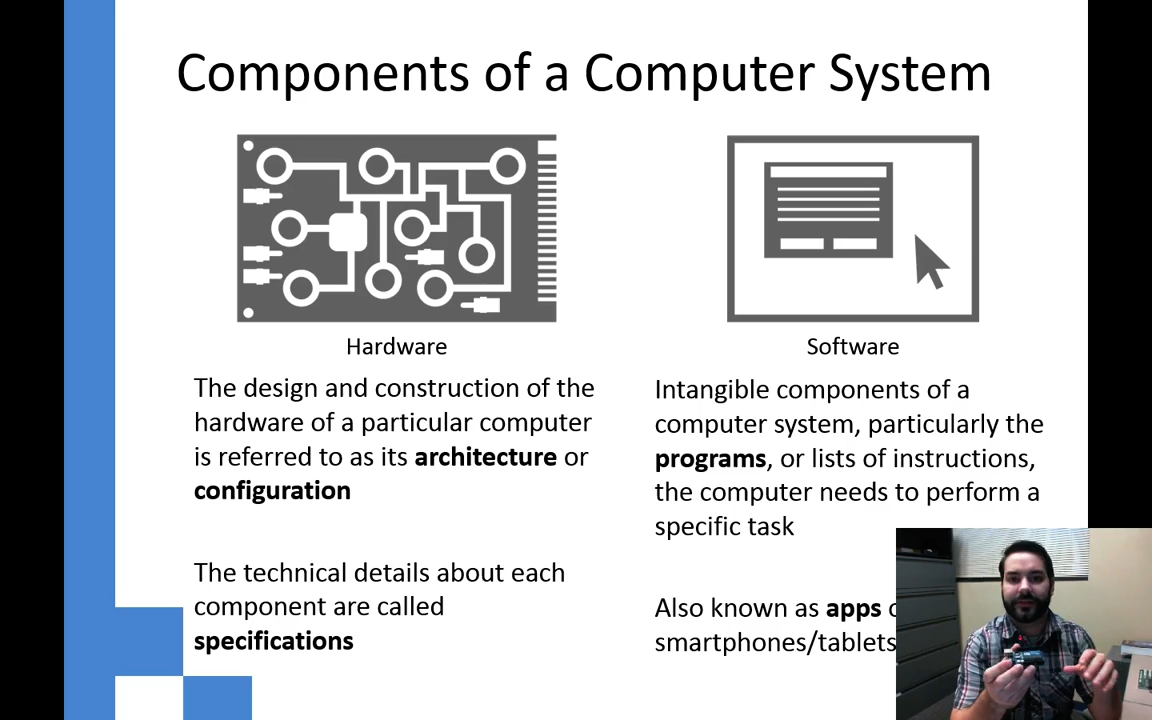 Components of a Computer System
Hardware
The design and construction of the
hardware of a particular computer
is referred to as its architecture or
configuration
The technical details about each
component are called
specifications
Software
Intangible components of a
computer system, particularly the
programs, or lists of instructions,
the computer needs to perform a
specific task
Also known as apps
smartphones/tablets